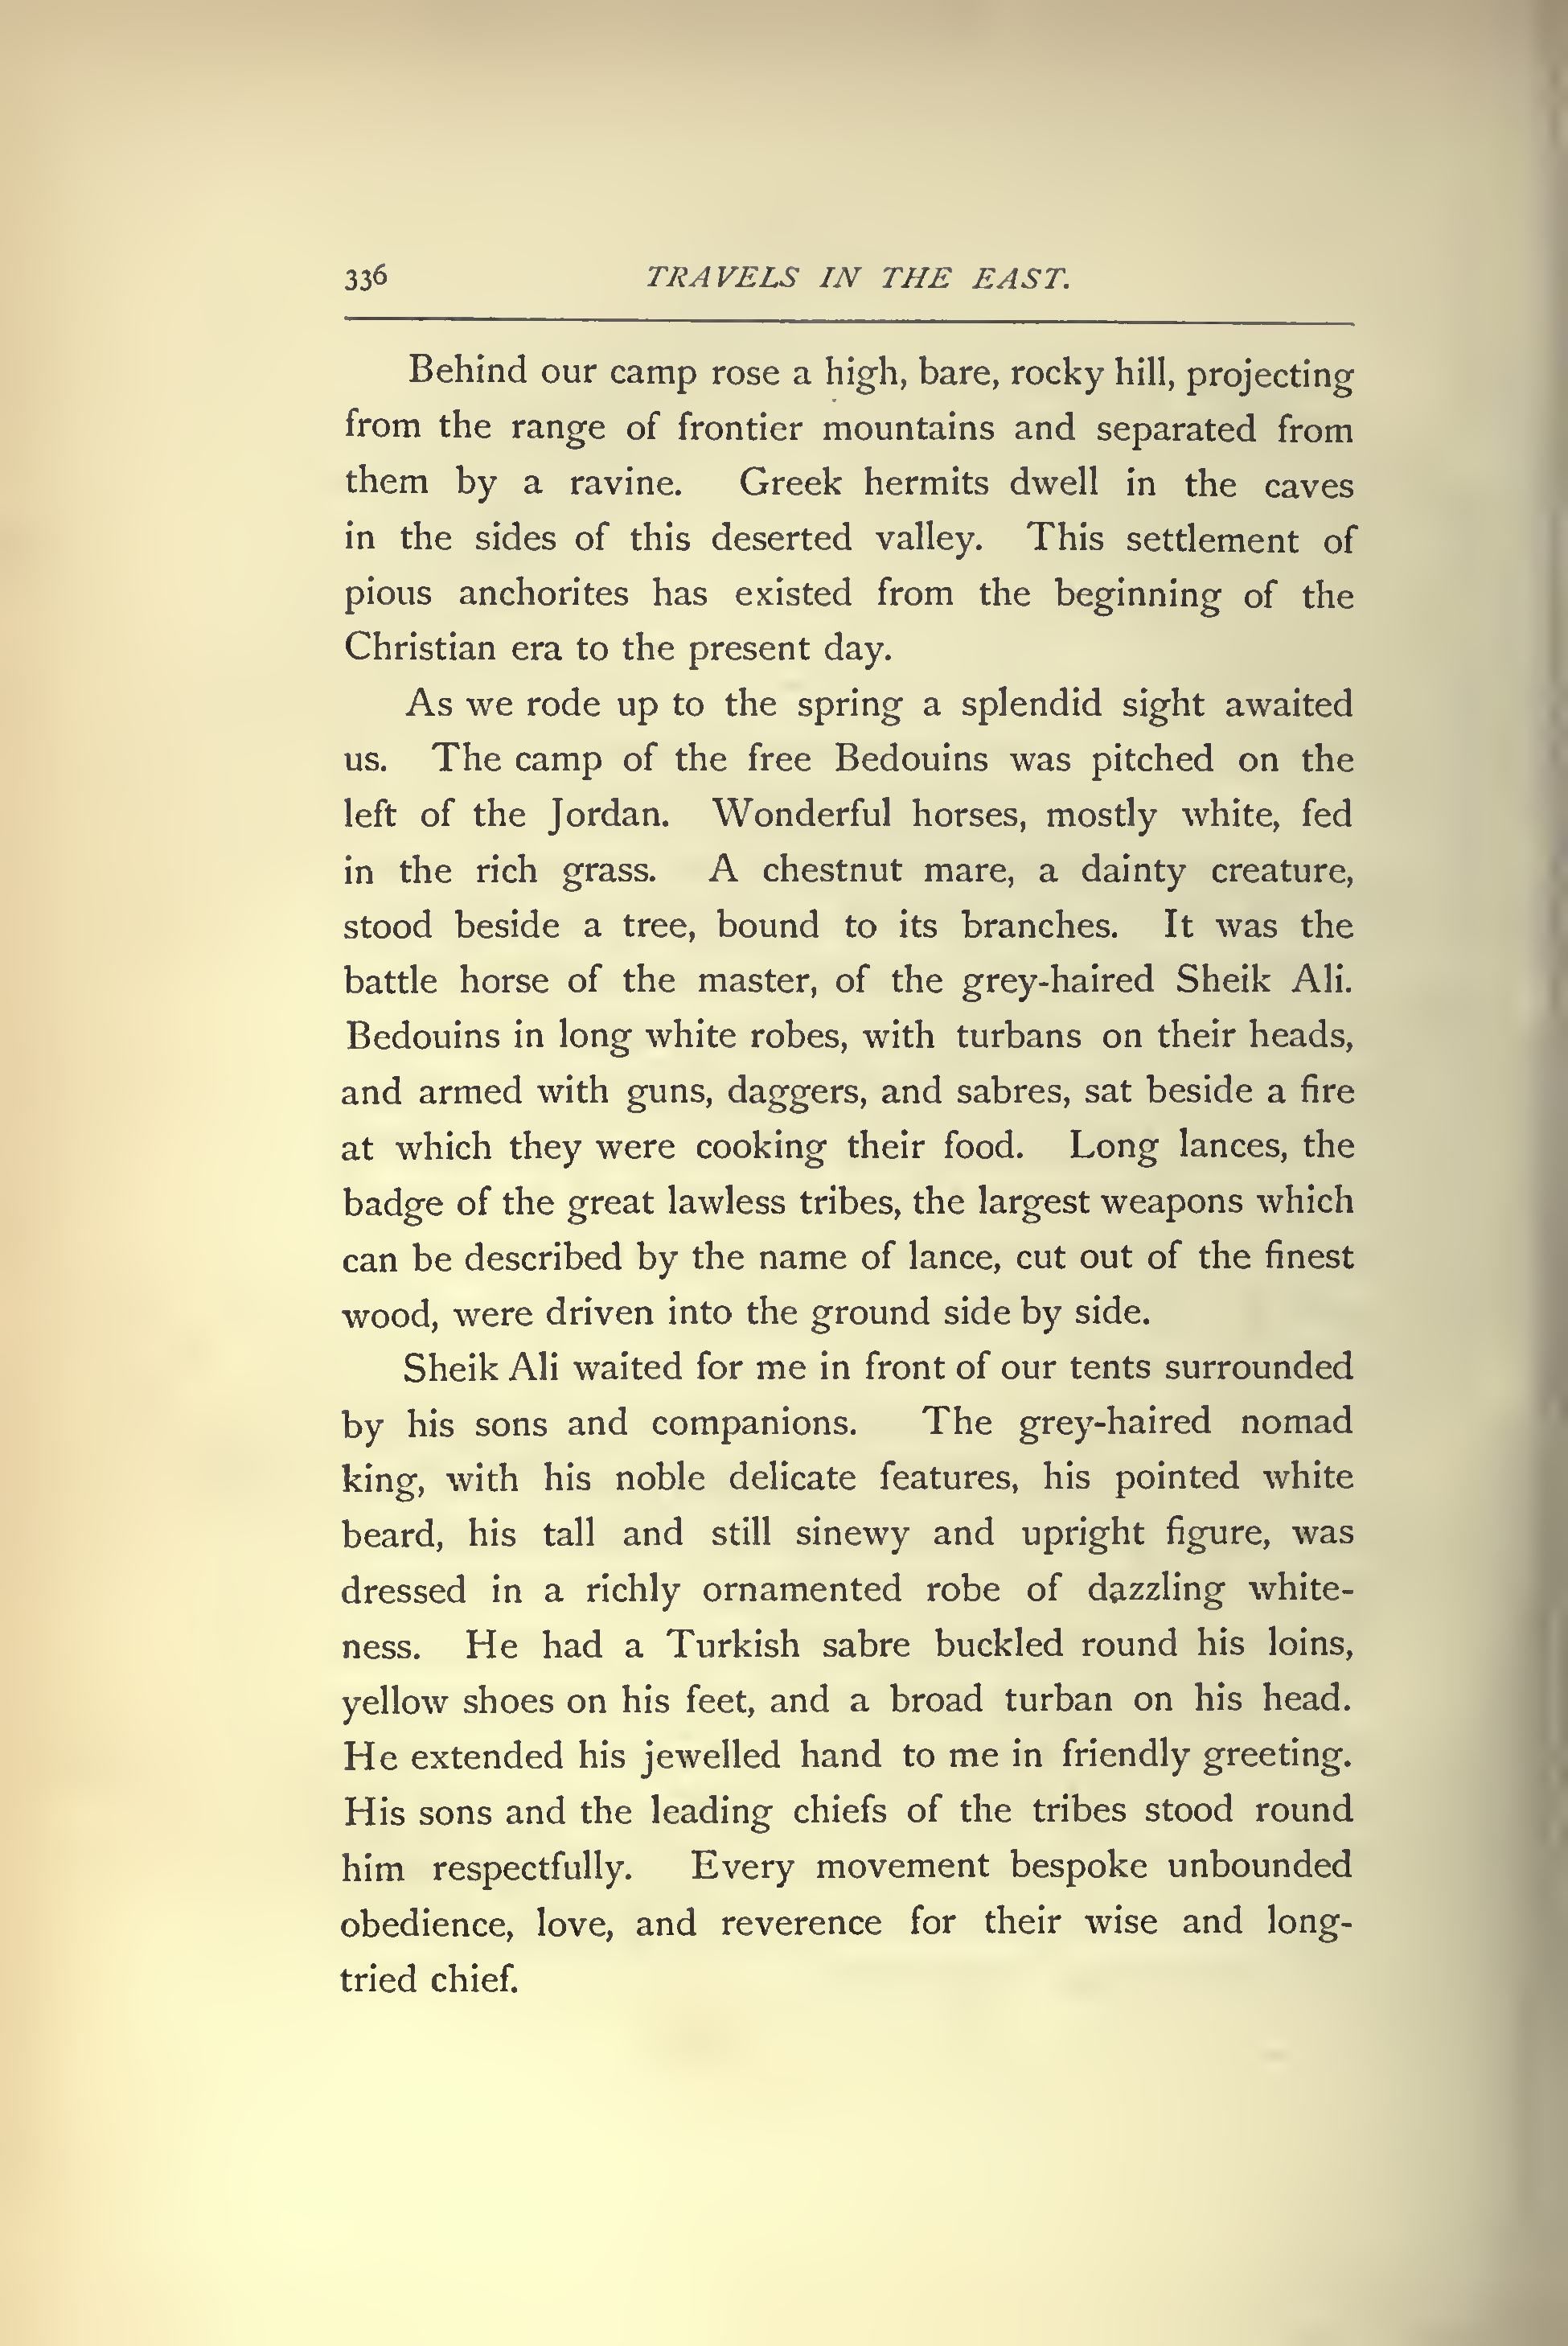 336 TRAVELS IN THE EAST.
Behind our camp rose a high, bare, rocky hill, projecting
from the range of frontier mountains and separated from
them by a ravine. Greek hermits dwell in the caves
in the sides of this deserted valley. This settlement of
pious anchorites has existed from the beginning of the
Christian era to the present day.
As we rode up to the spring a splendid sight awaited
us. The camp of the free Bedouins was pitched on the
left of the Jordan. Wonderful horses, mostly white, fed
in the rich grass. A chestnut mare, a dainty creature,
stood beside a tree, bound to its branches. It was the
battle horse of the master, of the grey-haired Sheik Ali.
Bedouins in long white robes, with turbans on their heads,
and armed with guns, daggers, and sabres, sat beside a fire
at which they were cooking their food. Long lances, the
badge of the great lawless tribes, the largest weapons which
can be described by the name of lance, cut out of the finest
wood, were driven into the ground side by side.
Sheik Ali waited for me in front of our tents surrounded
by his sons and companions. The grey-haired nomad
king, with his noble delicate features, his pointed white
beard, his tall and still sinewy and upright figure, was
dressed in a richly ornamented robe of dazzling white-
ness. He had a Turkish sabre buckled round his loins,
yellow shoes on his feet, and a broad turban on his head.
He extended his jewelled hand to me in friendly greeting.
His sons and the leading chiefs of the tribes stood round
him respectfully. Every movement bespoke unbounded
obedience, love, and reverence for their wise and long-
tried chief.